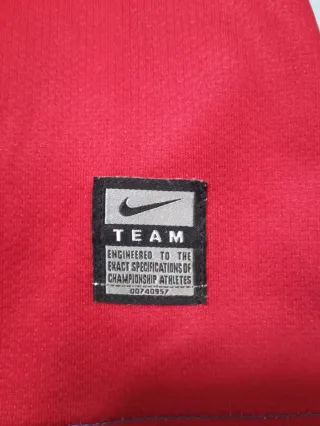 TEAM
ENGINEERED TO THE
EXACT SPECIFICATIONS OF
CHAMPIONSHIP ATHLETES
00740957